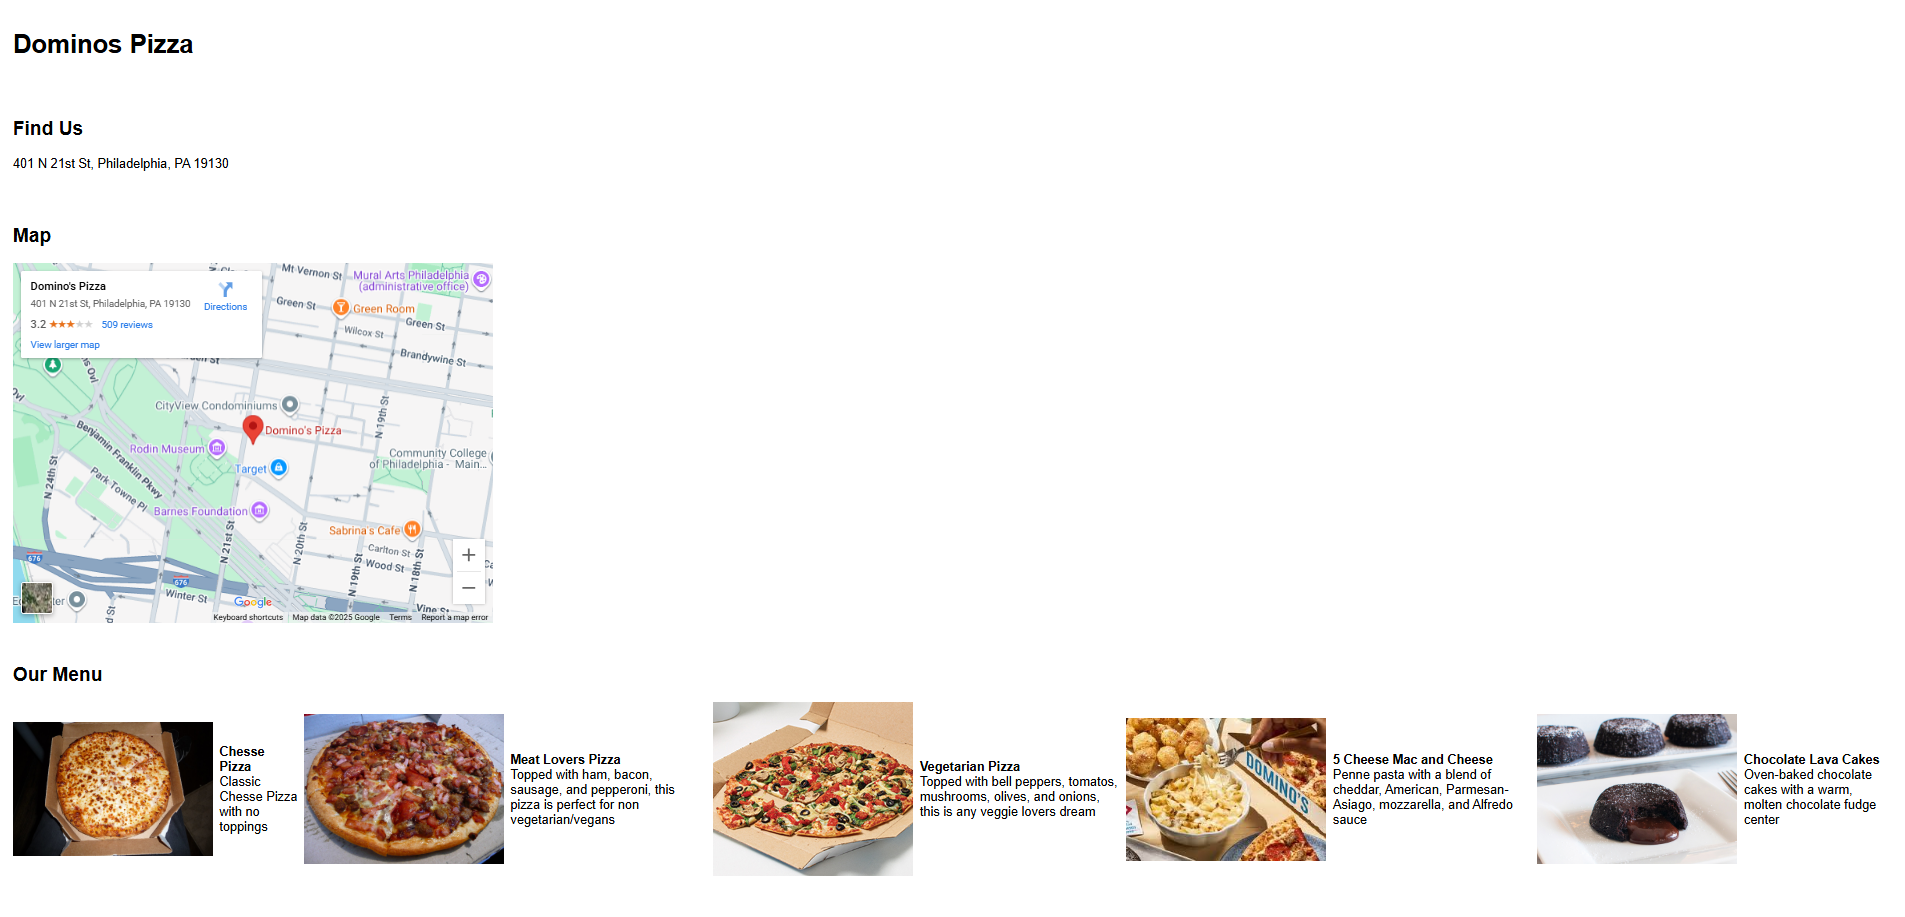 Dominos Pizza
Find Us
401 N 21st St, Philadelphia, PA 19130
Map
Domino's Pizza
401 N 21st St, Philadelphia, PA 19130
Directions
3.2
509 reviews
View larger map
Mt Vernon St
Mural Arts Philadelphia
(administrative office)
Green St
Green Room
Green St
Wilcox St
Brandywine St
CityView Condominiums
Domino's Pizza
N 19th St
Benjamin Franklin Pkwy
Rodin Museum
Target
Community College
of Philadelphia - Main...
N 24th St
Park Towne Pl
Barnes Foundation
Sabrina's Cafe
N 21st St
N 20th St
Carlton St
Wood St
N 19th St
N 18th St
676
676
Winter St
Vine St
Google
Keyboard shortcuts
Map data ©2025 Google
Terms
Report a map error
Our Menu
Chesse
Pizza
Classic
Chesse Pizza
with no
toppings
Meat Lovers Pizza
Topped with ham, bacon,
sausage, and pepperoni, this
pizza is perfect for non
vegetarian/vegans
Vegetarian Pizza
Topped with bell peppers, tomatos,
mushrooms, olives, and onions,
this is any veggie lovers dream
DOMINO'S
5 Cheese Mac and Cheese
Penne pasta with a blend of
cheddar, American, Parmesan-
Asiago, mozzarella, and Alfredo
sauce
Chocolate Lava Cakes
Oven-baked chocolate
cakes with a warm,
molten chocolate fudge
center